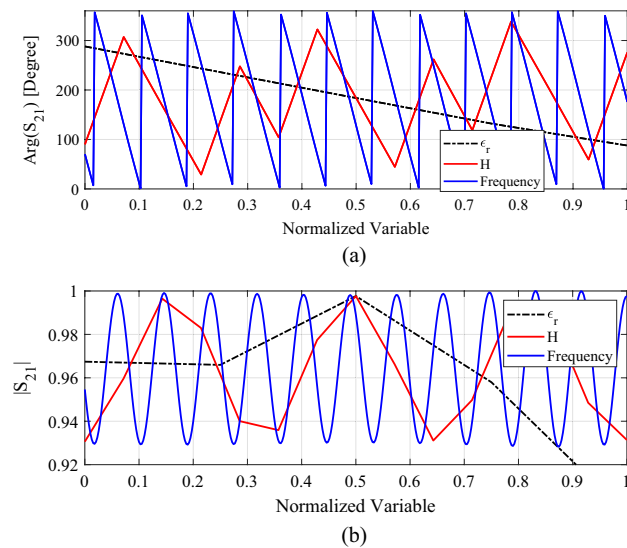 Arg(S21) [Degree]
300
200
100
0
0 0.1 0.2 0.3 0.4 0.5 0.6 0.7 0.8 0.9 1
ϵr
H
Frequency
Normalized Variable
(a)
|S21|
1
0.98
0.96
0.94
0.92
ϵr
H
Frequency
0 0.1 0.2 0.3 0.4 0.5 0.6 0.7 0.8 0.9 1
Normalized Variable
(b)